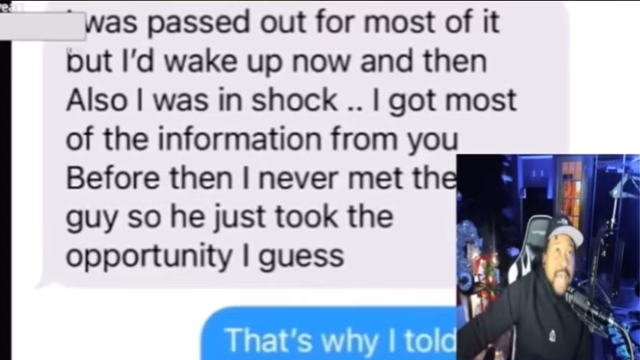 I was passed out for most of it
but I'd wake up now and then
Also I was in shock .. I got most
of the information from you
Before then I never met the
guy so he just took the
opportunity I guess
That's why I told